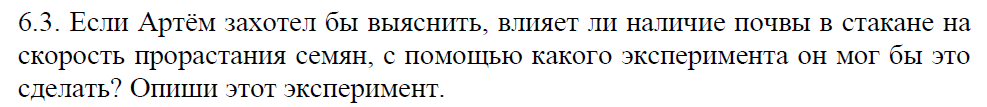 6.3. Если Артём захотел бы выяснить, влияет ли наличие почвы в стакане на
скорость прорастания семян, с помощью какого эксперимента он мог бы это
сделать? Опиши этот эксперимент.